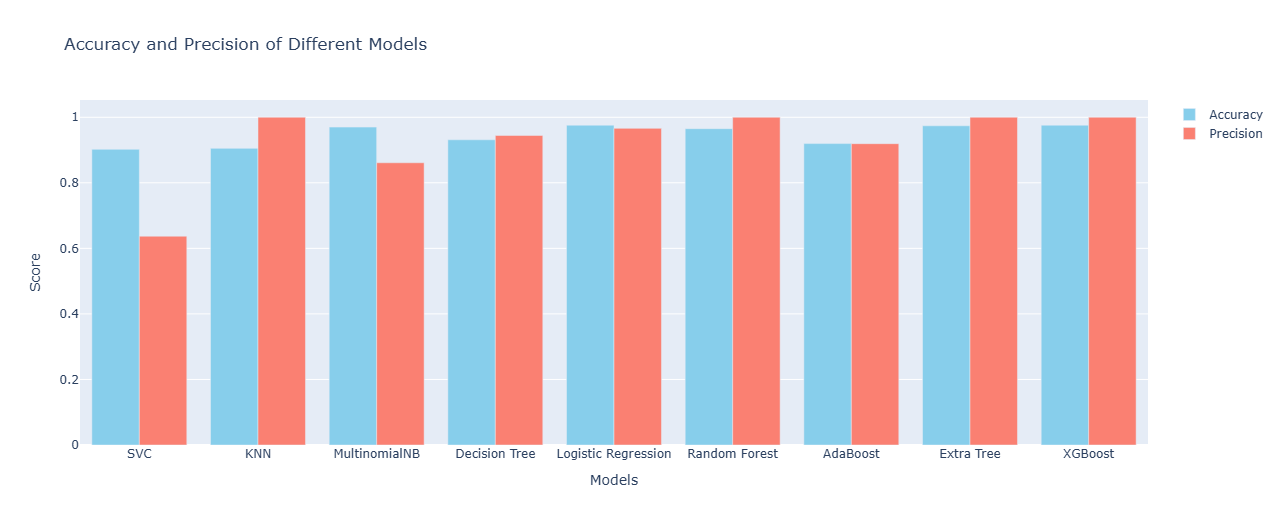 Accuracy and Precision of Different Models
Accuracy
Precision
1
0.8
0.6
0.4
0.2
0
Score
SVC KNN MultinomialNB Decision Tree Logistic Regression Random Forest AdaBoost Extra Tree XGBoost
Models